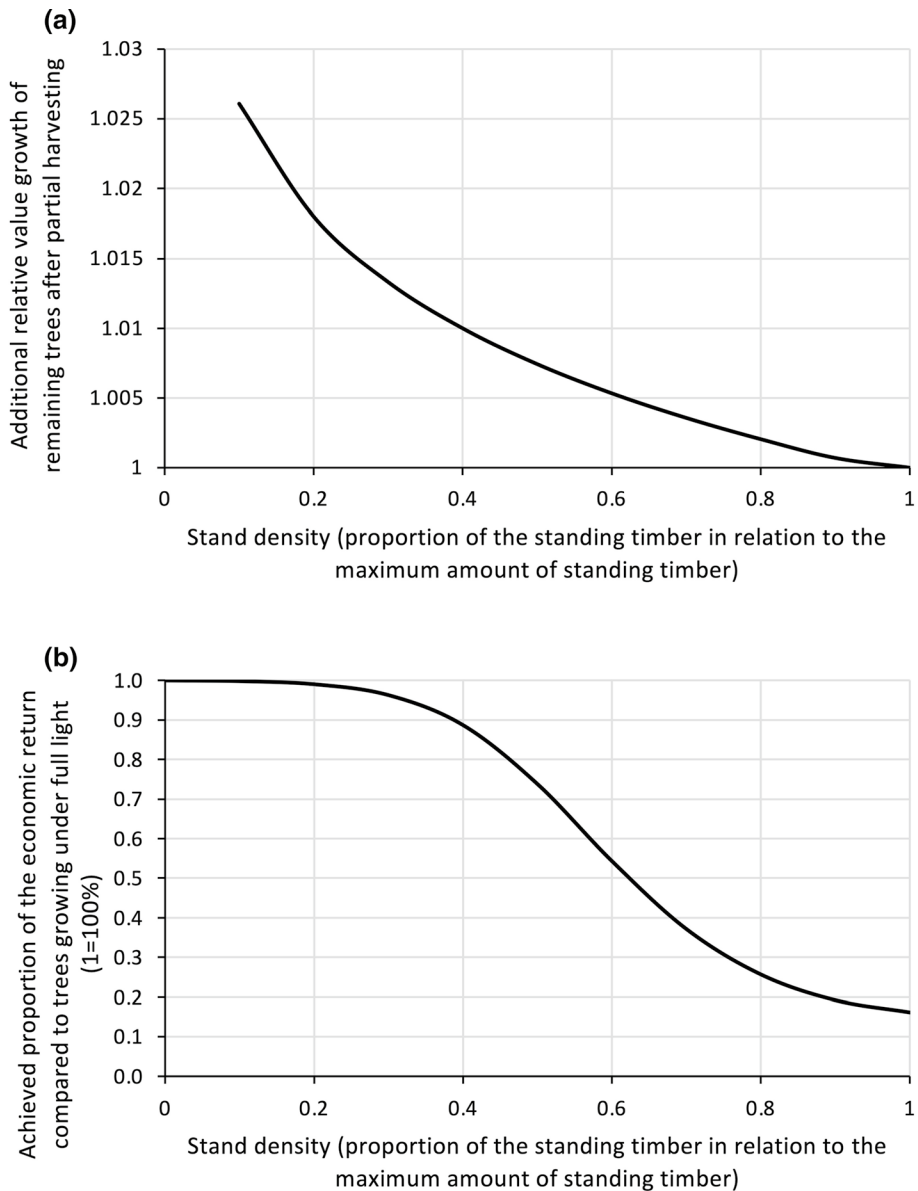 (a)
Additional relative value growth of
remaining trees after partial harvesting
1.03
1.025
1.02
1.015
1.01
1.005
1
0 0.2 0.4 0.6 0.8 1
Stand density (proportion of the standing timber in relation to the
maximum amount of standing timber)
(b)
Achieved proportion of the economic return
compared to trees growing under full light
(1=100%)
1.0
0.9
0.8
0.7
0.6
0.5
0.4
0.3
0.2
0.1
0.0
0 0.2 0.4 0.6 0.8 1
Stand density (proportion of the standing timber in relation to the
maximum amount of standing timber)